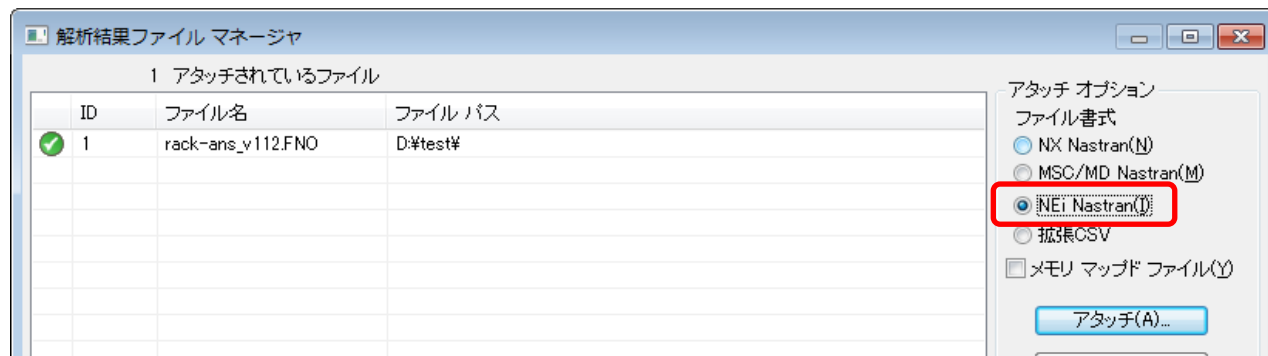 解析結果ファイル マネージャ
1 アタッチされているファイル
ID ファイル名 ファイル パス
1 rack-ans_v112.FNO D:¥test¥
アタッチ オプション
ファイル書式
NX Nastran(N)
MSC/MD Nastran(M)
NEi Nastran(I)
拡張CSV
メモリ マップド ファイル(Y)
アタッチ(A)...